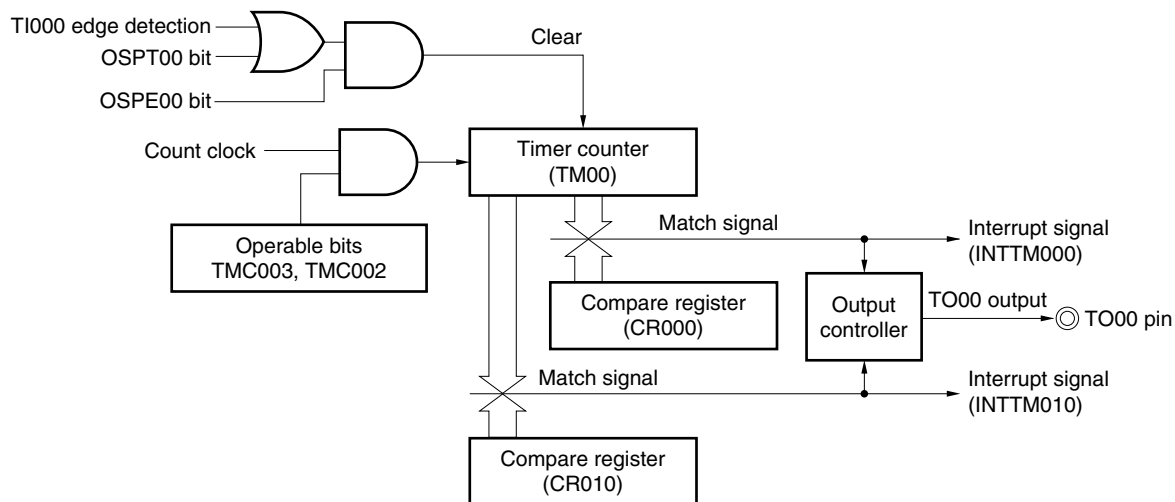 TI000 edge detection
OSPT00 bit
OSPE00 bit
Clear
Count clock
Timer counter
(TM00)
Operable bits
TMC003, TMC002
Match signal
Interrupt signal
(INTTM000)
Compare register
(CR000)
Output
controller
TO00 output
TO00 pin
Match signal
Interrupt signal
(INTTM010)
Compare register
(CR010)